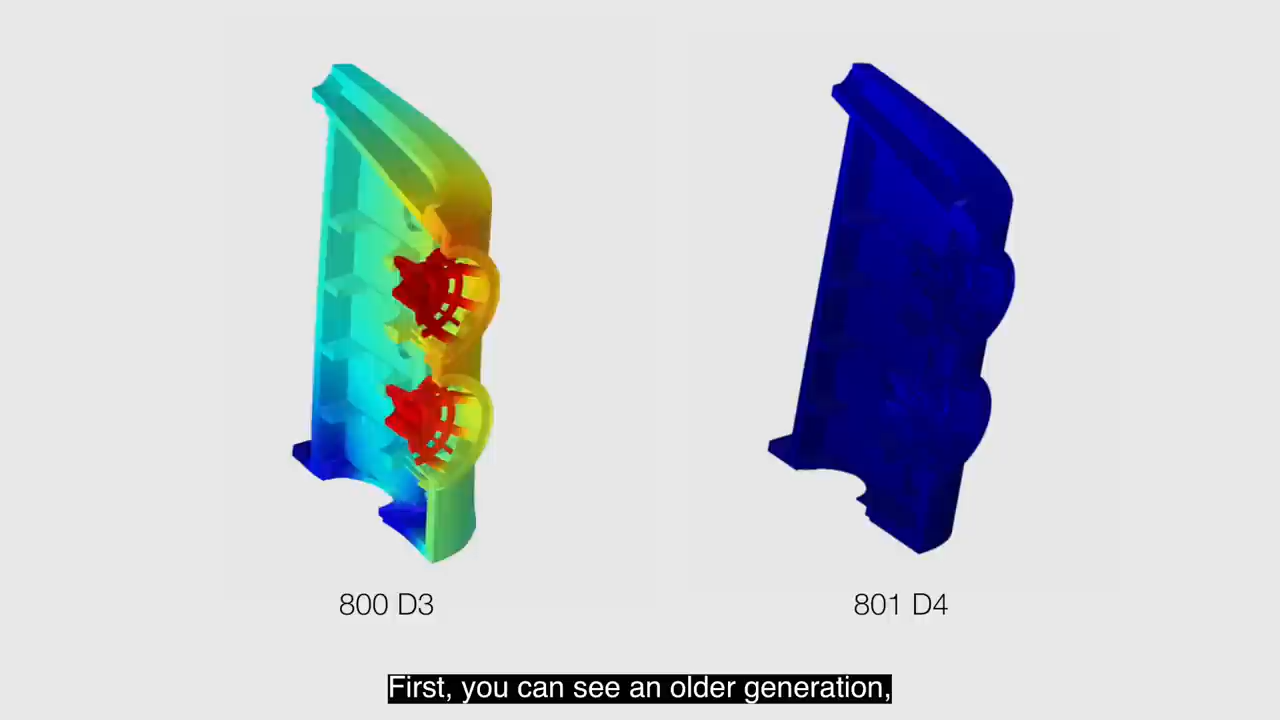 800 D3
801 D4
First, you can see an older generation,